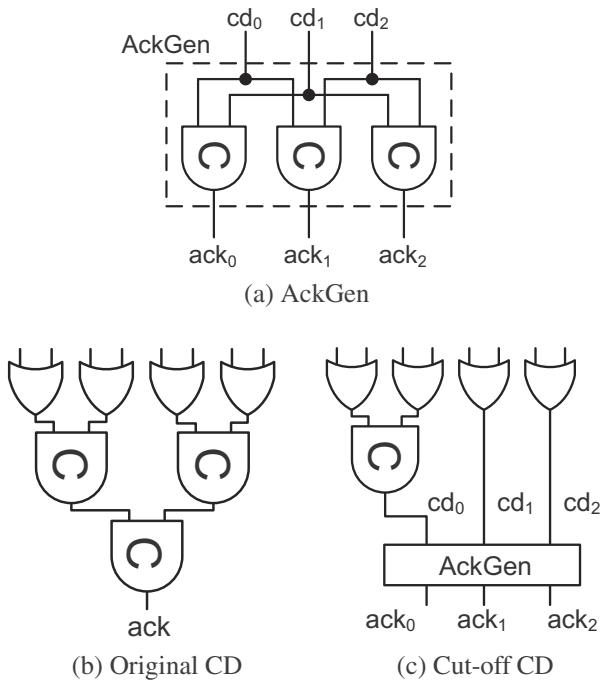 cd₀ cd₁ cd₂
AckGen
C C C
ack₀ ack₁ ack₂
(a) AckGen
C C
C
ack
(b) Original CD
C
cd₀ cd₁ cd₂
AckGen
ack₀ ack₁ ack₂
(c) Cut-off CD